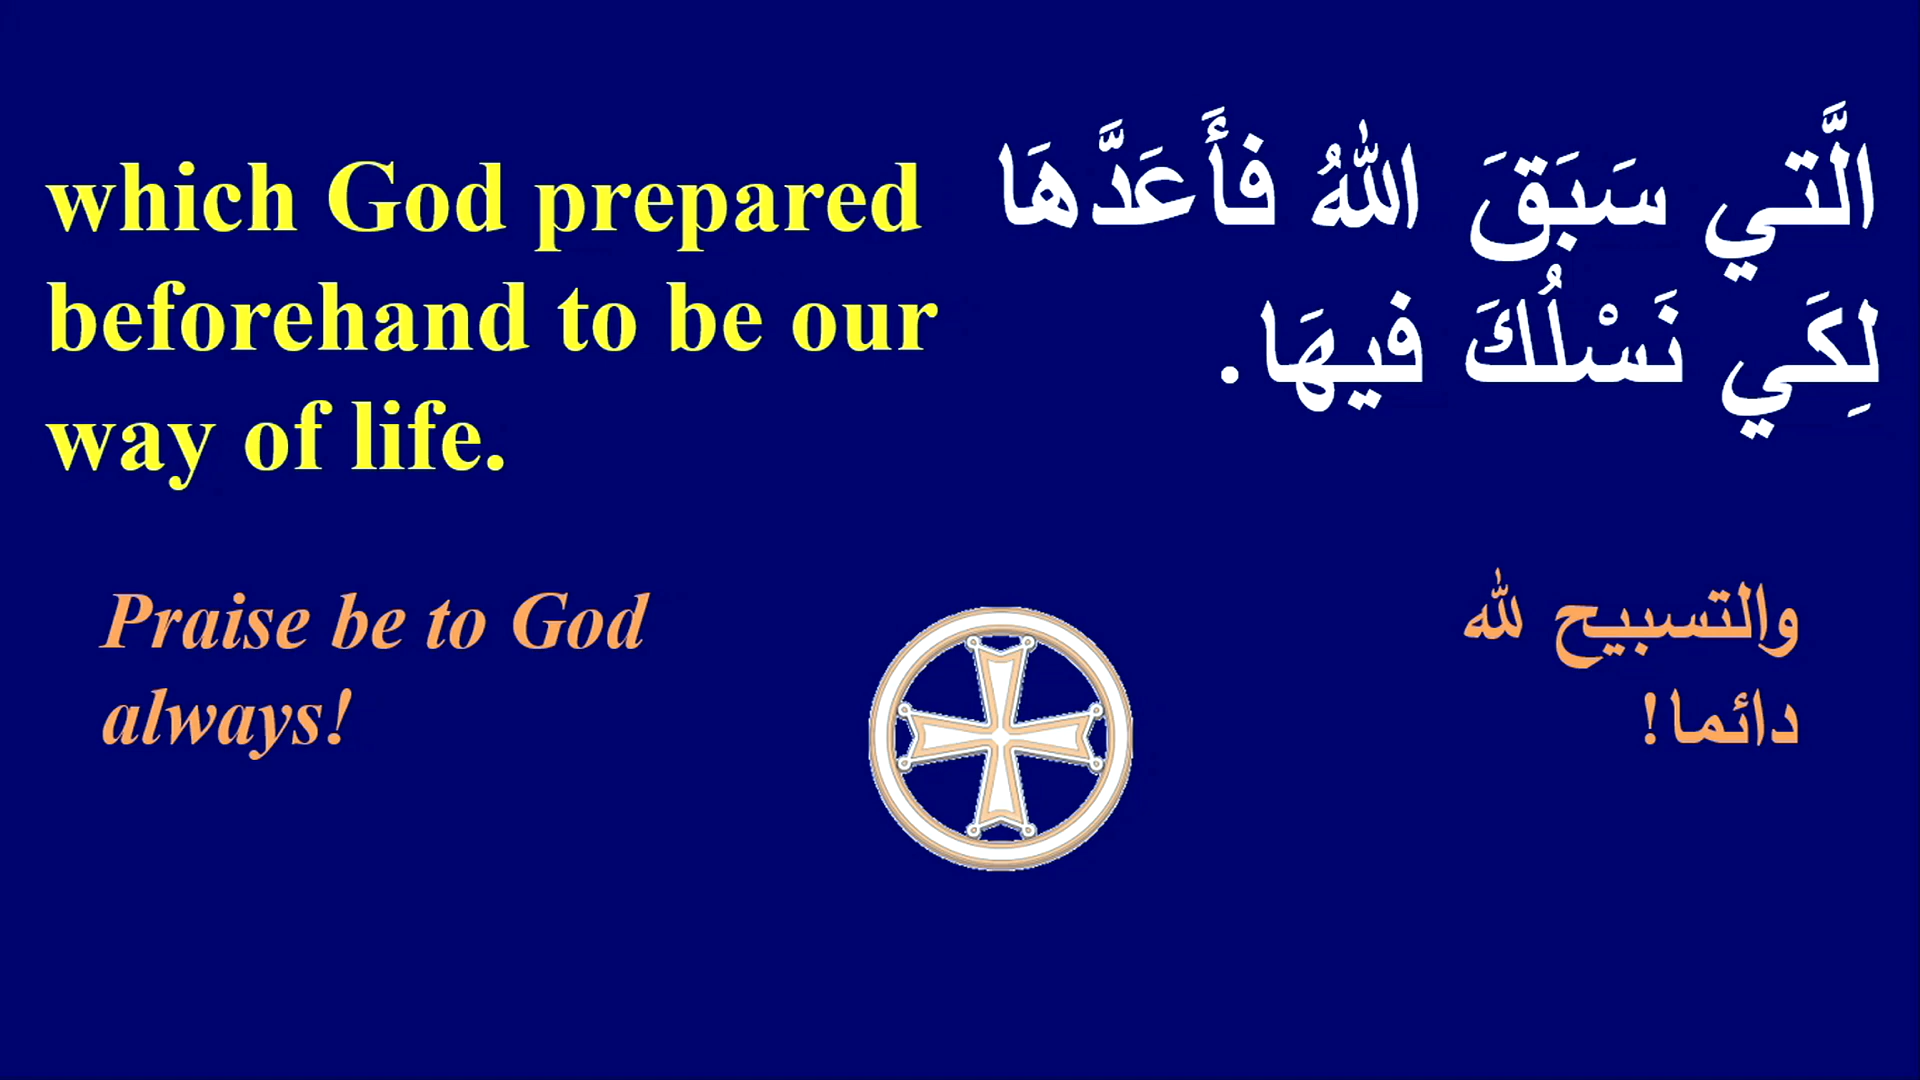 which God prepared
beforehand to be our
way of life.
الَّتي سَبَقَ اللهُ فأَعَدَّهَا
لِكَي نَسْلُكَ فيهَا.
Praise be to God
always!
والتسبيح لله
دائما!